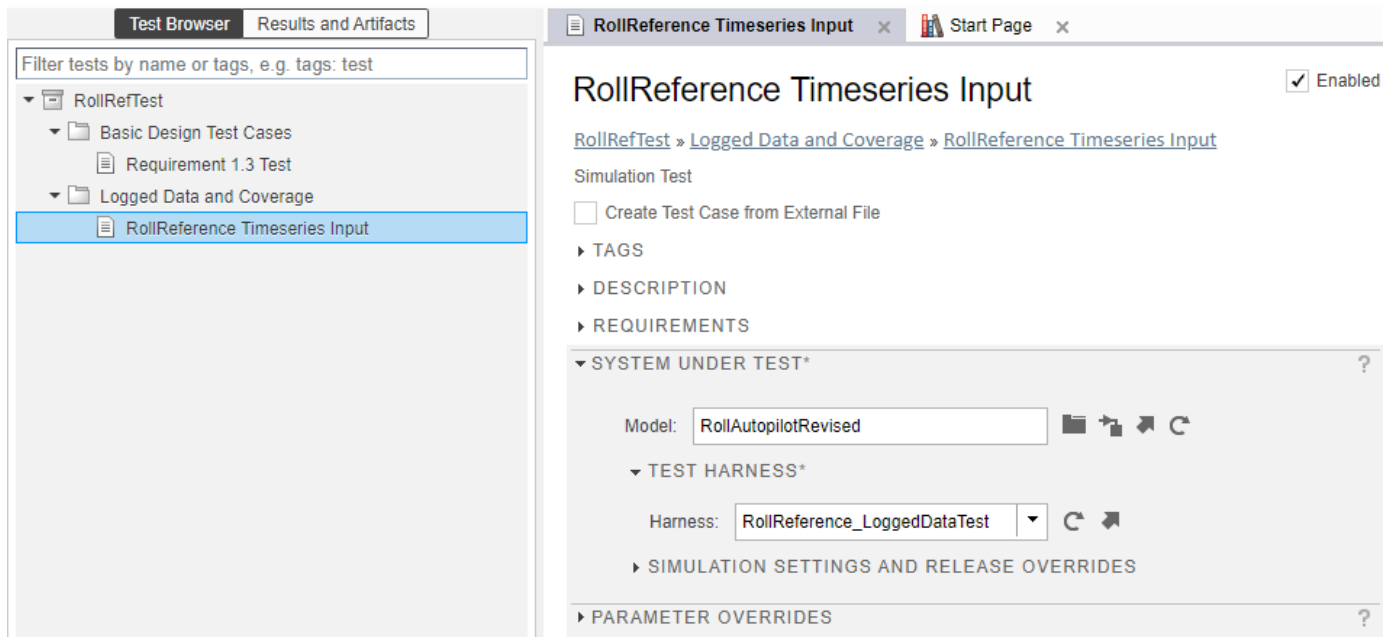 Test Browser Results and Artifacts
Filter tests by name or tags, e.g. tags: test
RollRefTest
Basic Design Test Cases
Requirement 1.3 Test
Logged Data and Coverage
RollReference Timeseries Input
RollReference Timeseries Input × Start Page ×
RollReference Timeseries Input
Enabled
RollRefTest » Logged Data and Coverage » RollReference Timeseries Input
Simulation Test
Create Test Case from External File
TAGS
DESCRIPTION
REQUIREMENTS
SYSTEM UNDER TEST* ?
Model: RollAutopilotRevised
TEST HARNESS*
Harness: RollReference_LoggedDataTest
SIMULATION SETTINGS AND RELEASE OVERRIDES
PARAMETER OVERRIDES ?